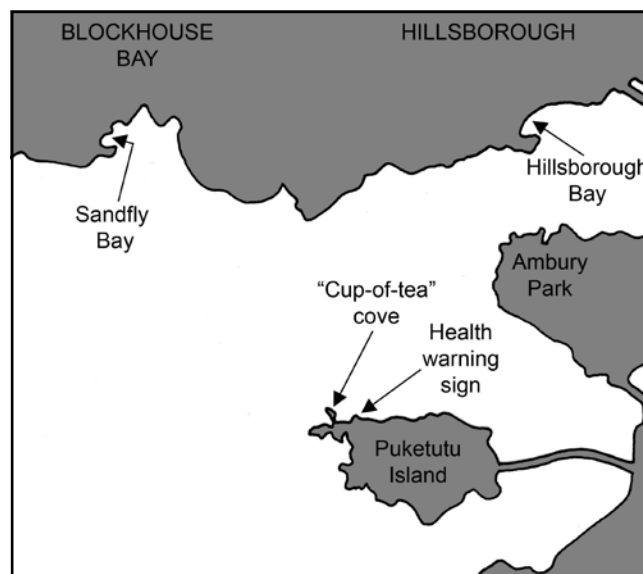 BLOCKHOUSE
BAY
HILLSBOROUGH
Sandfly
Bay
Hillsborough
Bay
Ambury
Park
“Cup-of-tea”
cove
Health
warning
sign
Puketutu
Island